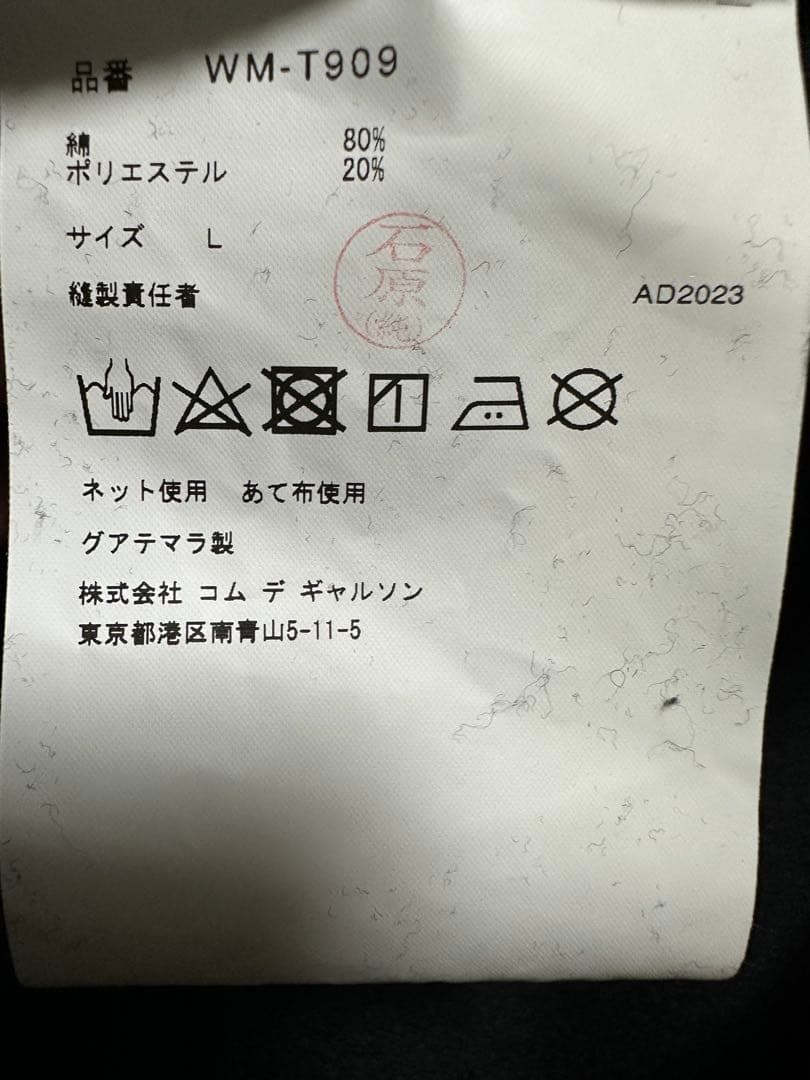 品番 WM-T909
綿 80%
ポリエステル 20%
サイズ L
縫製責任者 石原(純) AD2023
ネット使用 あて布使用
グアテマラ製
株式会社 コム デ ギャルソン
東京都港区南青山5-11-5